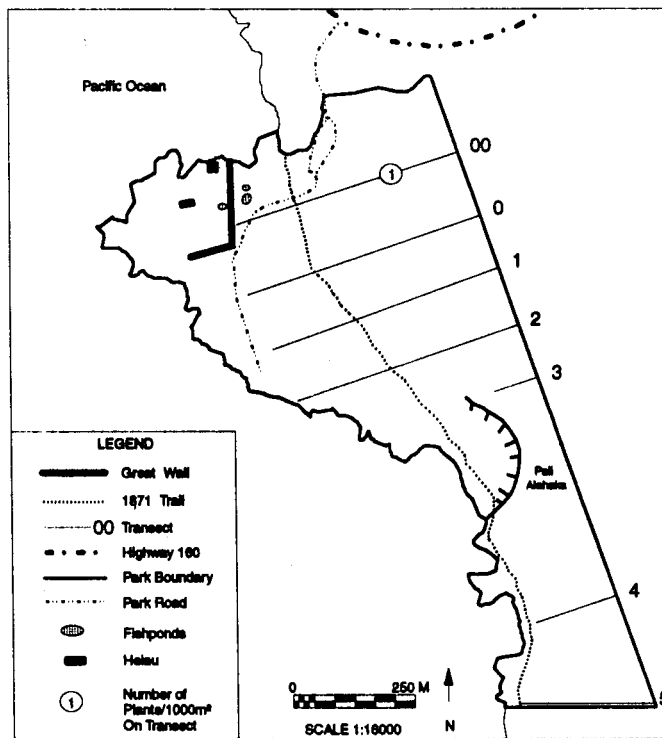 Pacific Ocean
00
1
0
1
2
3
Pali
Alahaka
4
5
LEGEND
Great Wall
1871 Trail
00 Transect
Highway 160
Park Boundary
Park Road
Fishponds
Heiau
1
Number of
Plants/1000m²
On Transect
0 250 M
SCALE 1:16000
N